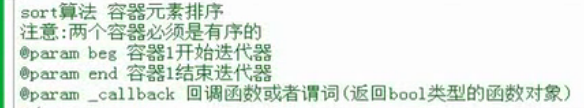 sort算法 容器元素排序
注意:两个容器必须是有序的
@param beg 容器1开始迭代器
@param end 容器1结束迭代器
@param _callback 回调函数或者谓词(返回bool类型的函数对象)